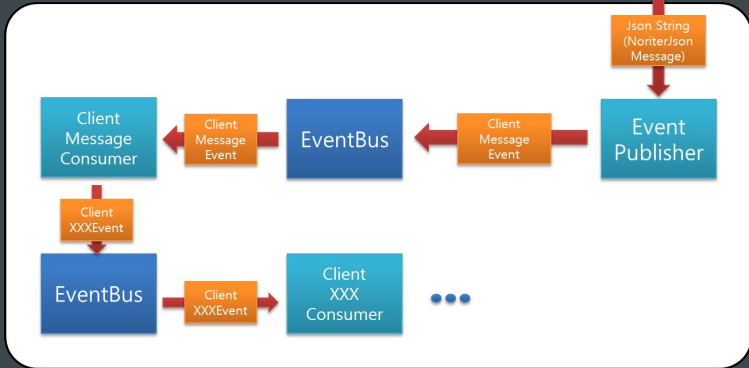 Json String
(NoriterJson
Message)
Client
Message
Consumer
Client
Message
Event
EventBus
Client
Message
Event
Event
Publisher
Client
XXXEvent
EventBus
Client
XXXEvent
Client
XXX
Consumer